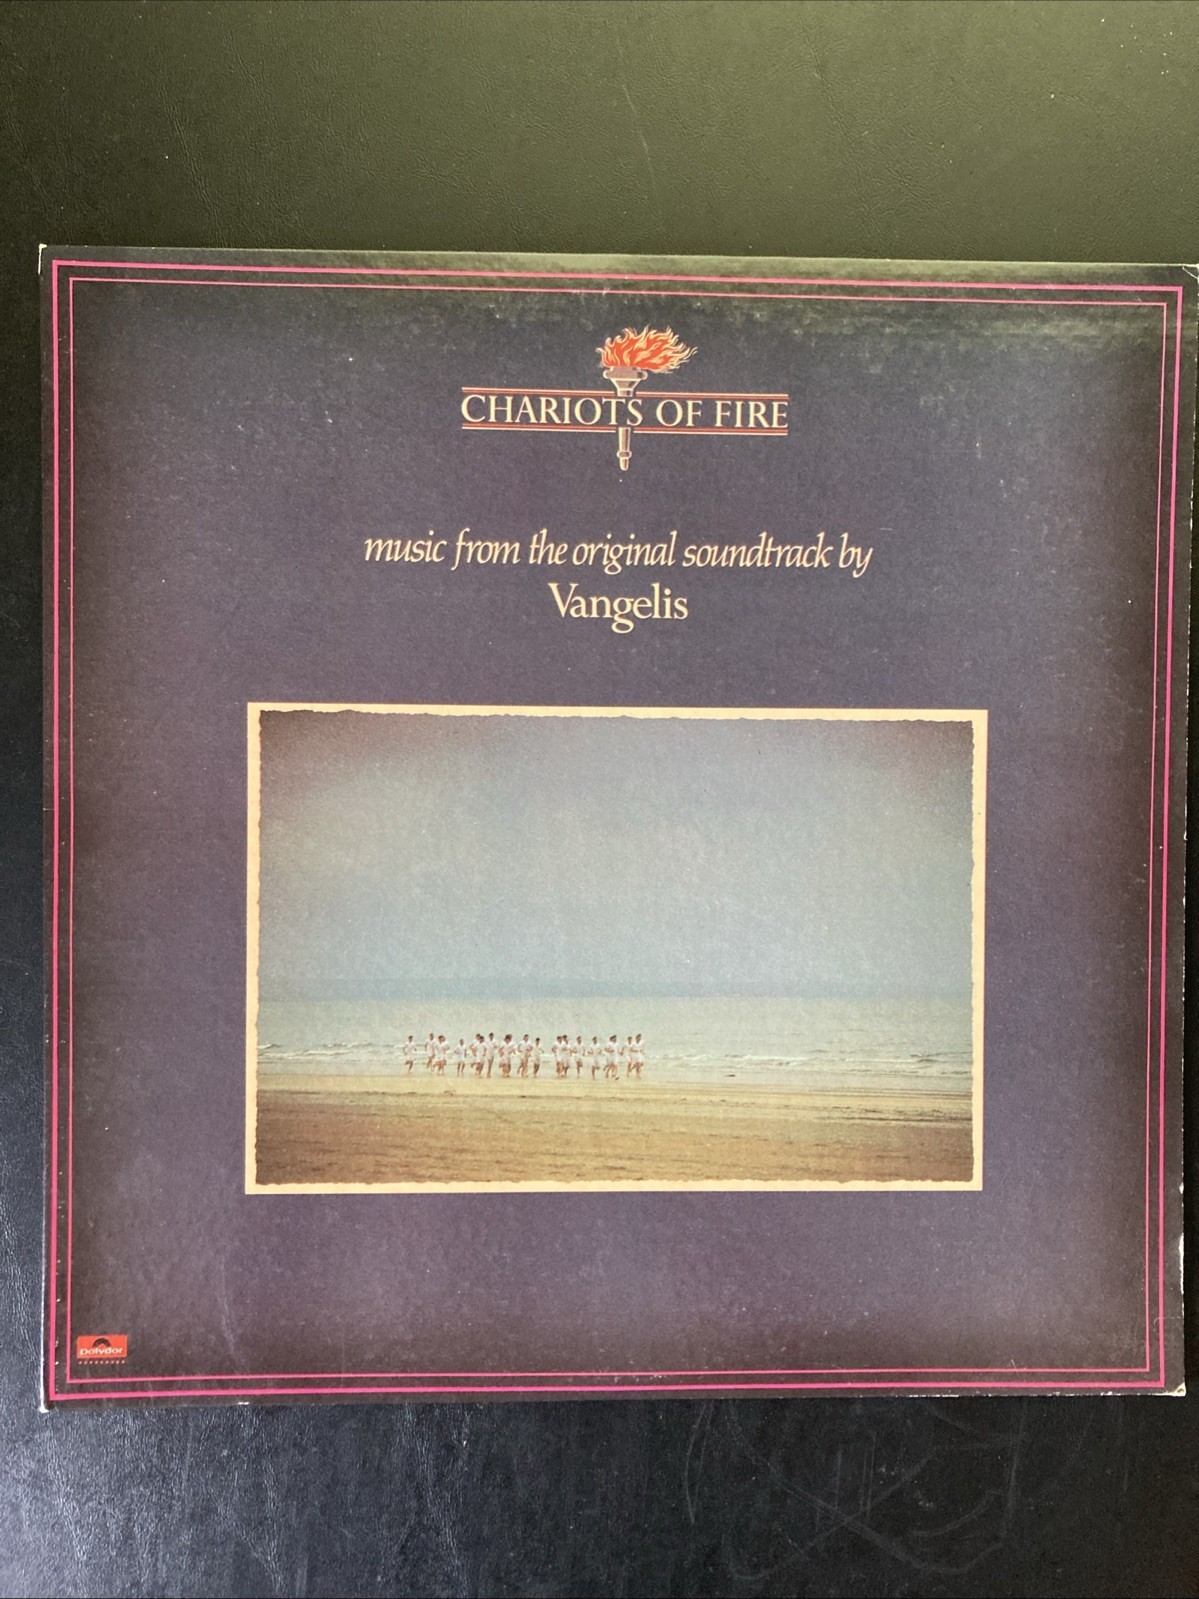 CHARIOTS OF FIRE
music from the original soundtrack by
Vangelis
Polydor